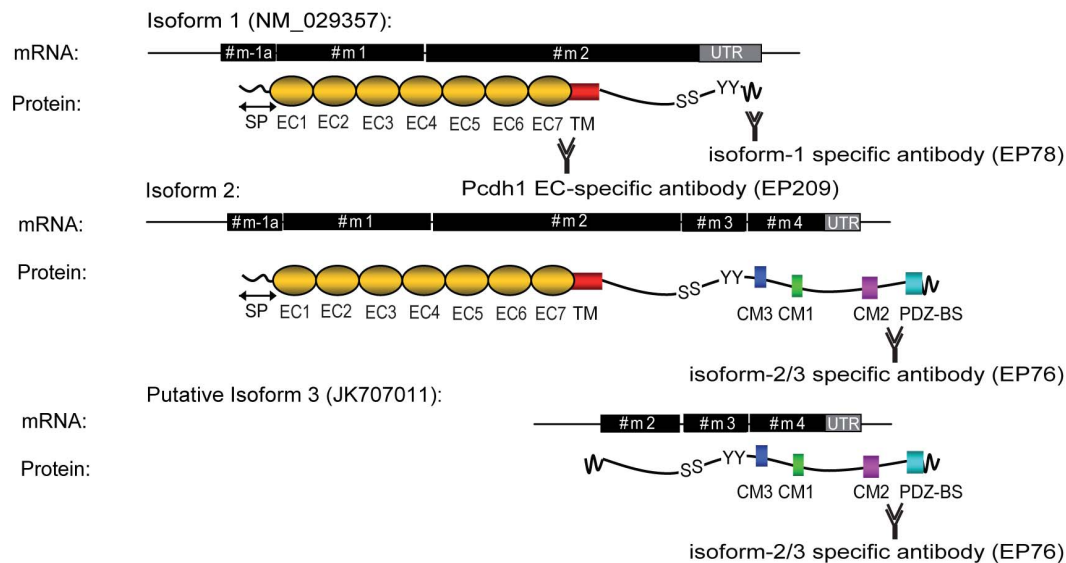 Isoform 1 (NM_029357):
mRNA:
#m-1a #m1 #m2 UTR
Protein:
SS YY
SP EC1 EC2 EC3 EC4 EC5 EC6 EC7 TM
isoform-1 specific antibody (EP78)
Pcdh1 EC-specific antibody (EP209)
Isoform 2:
mRNA:
#m-1a #m1 #m2 #m3 #m4 UTR
Protein:
SS YY
SP EC1 EC2 EC3 EC4 EC5 EC6 EC7 TM CM3 CM1 CM2 PDZ-BS
isoform-2/3 specific antibody (EP76)
Putative Isoform 3 (JK707011):
mRNA:
#m2 #m3 #m4 UTR
Protein:
SS YY
CM3 CM1 CM2 PDZ-BS
isoform-2/3 specific antibody (EP76)